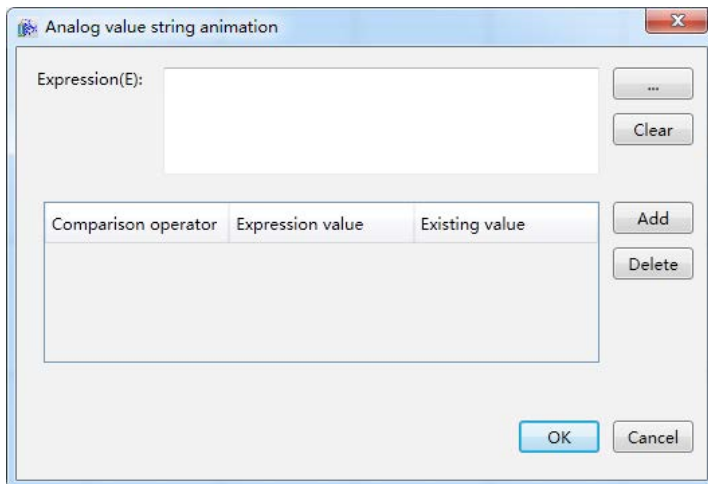 Analog value string animation
Expression(E):
...
Clear
Comparison operator Expression value Existing value
Add
Delete
OK Cancel